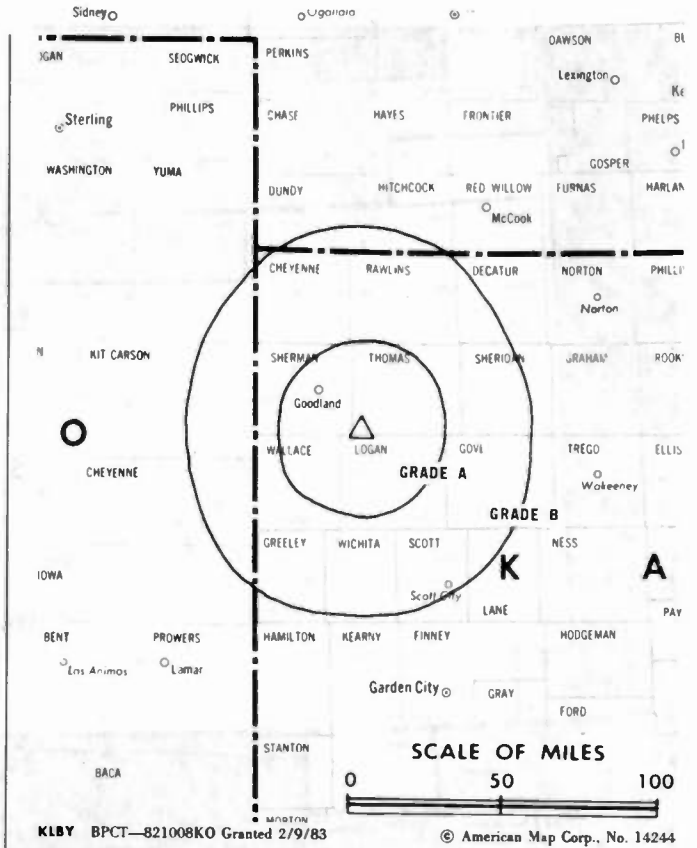 Sidney
Ogallala
DAWSON
SEDGWICK
PERKINS
Lexington
Sterling
PHILLIPS
CHASE
HAYES
FRONTIER
PHELPS
GOSPER
WASHINGTON
YUMA
DUNDY
HITCHCOCK
RED WILLOW
FURNAS
HARLAN
McCook
CHEYENNE
RAWLINS
DECATUR
NORTON
PHILLI
Norton
N
KIT CARSON
SHERMAN
THOMAS
SHERIDAN
GRAHAM
ROOK
Goodland
O
WALLACE
LOGAN
GOVE
TREGO
ELLIS
CHEYENNE
GRADE A
Wakeeney
GRADE B
GREELEY
WICHITA
SCOTT
NESS
K
A
IOWA
Scott City
LANE
PAY
BENT
PROWERS
HAMILTON
KEARNY
FINNEY
HODGEMAN
Las Animas
Lamar
Garden City
GRAY
FORD
STANTON
SCALE OF MILES
BACA
0 50 100
MORTON
KLBY BPCT—821008KO Granted 2/9/83
© American Map Corp., No. 14244